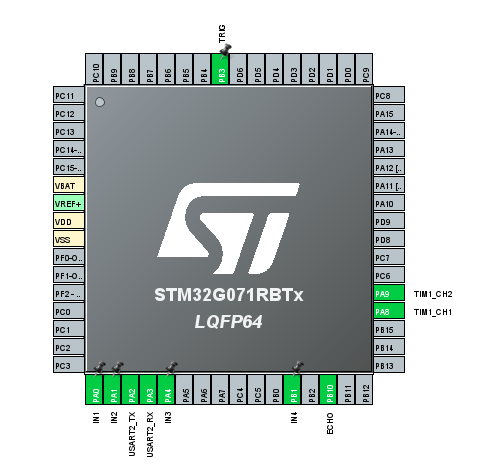 TRIG
PC10
PB9
PB8
PB7
PB6
PB5
PB4
PB3
PD6
PD5
PD4
PD3
PD2
PD1
PD0
PC9
PC11
PC12
PC13
PC14-..
PC15-..
VBAT
VREF+
VDD
VSS
PF0-O..
PF1-O..
PF2 - ..
PC0
PC1
PC2
PC3
PC8
PA15
PA14-..
PA13
PA12 [..
PA11 [..
PA10
PD9
PD8
PC7
PC6
PA9 TIM1_CH2
PA8 TIM1_CH1
PB15
PB14
PB13
ST
STM32G071RBTx
LQFP64
PA0
PA1
PA2
PA3
PA4
PA5
PA6
PA7
PC4
PC5
PB0
PB1
PB2
PB10
PB11
PB12
IN1
IN2
USART2_TX
USART2_RX
IN3
IN4
ECHO